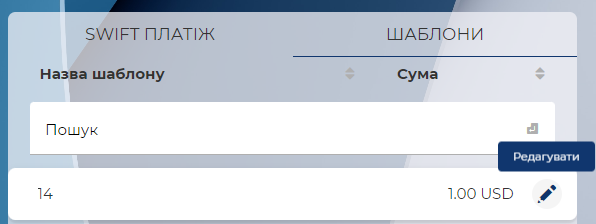 SWIFT ПЛАТІЖ ШАБЛОНИ
Назва шаблону Сума
Пошук
Редагувати
14 1.00 USD